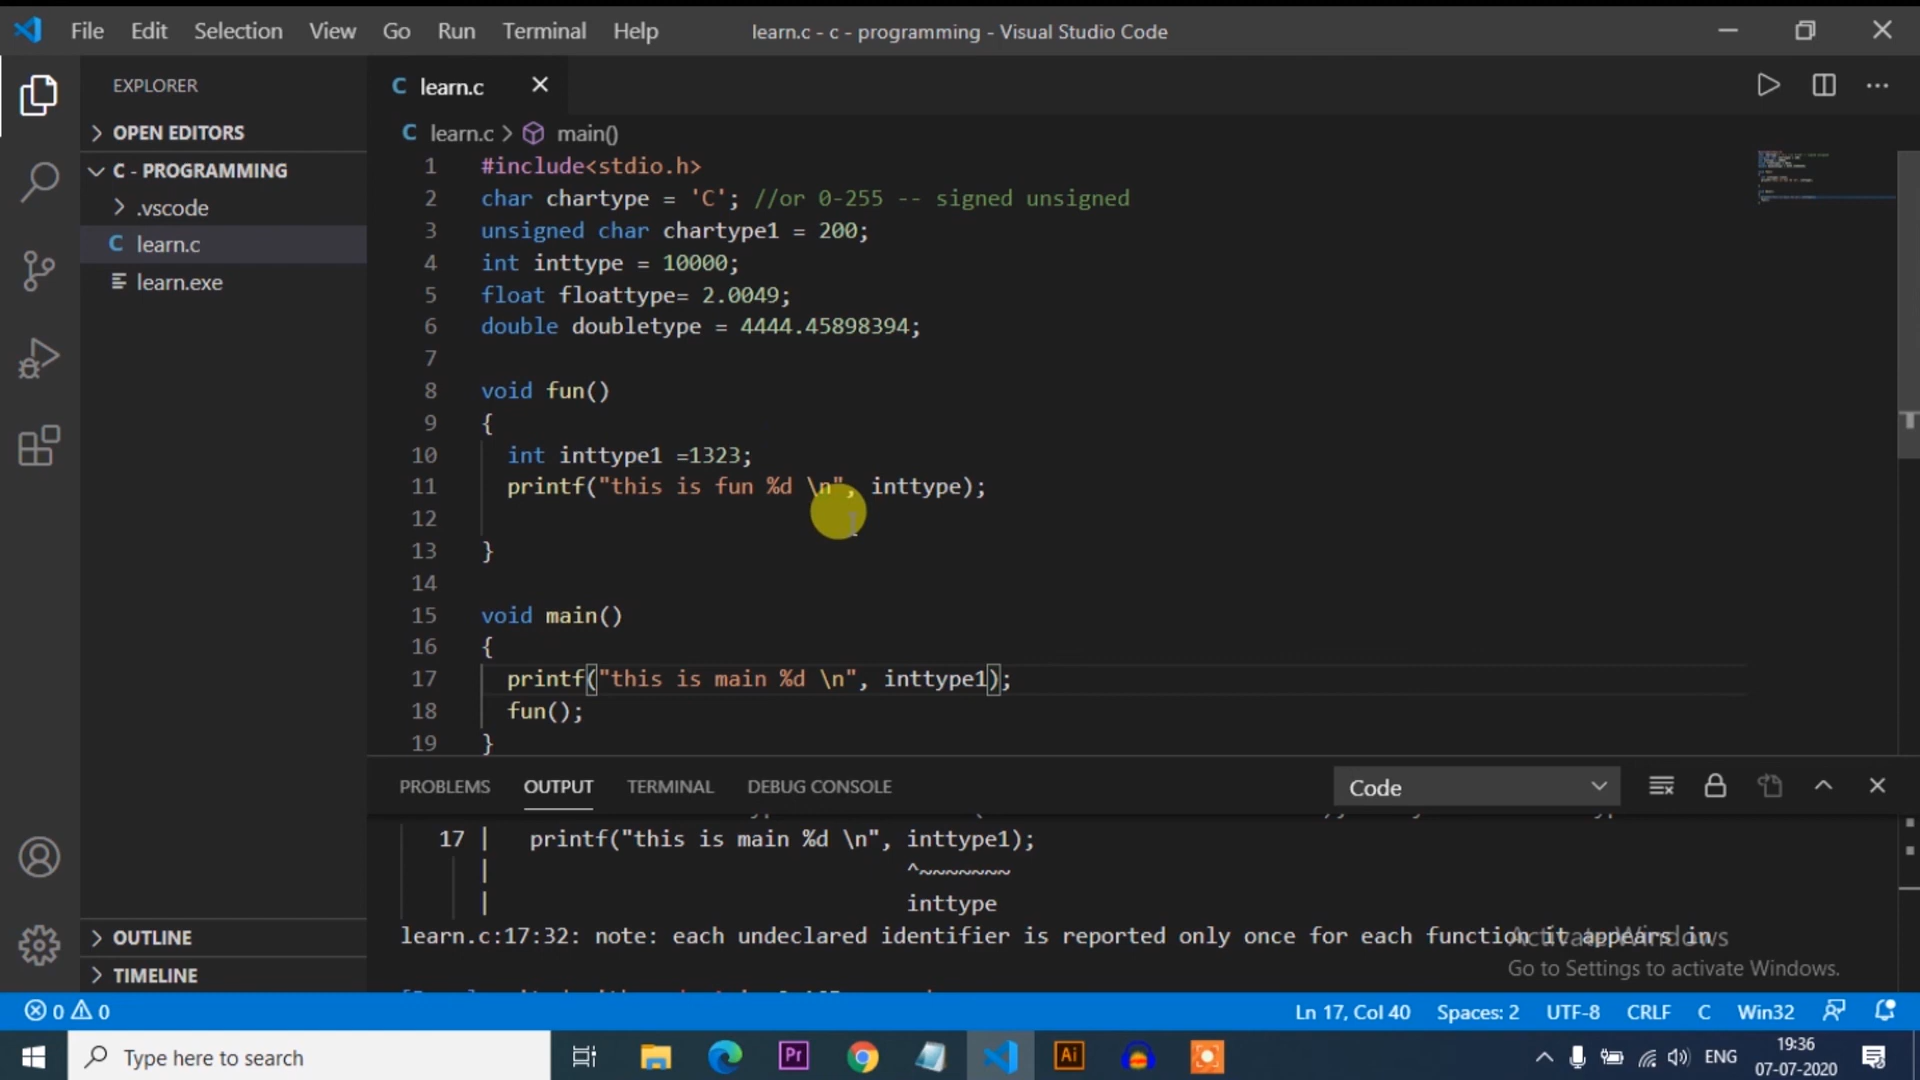 File Edit Selection View Go Run Terminal Help learn.c - c - programming - Visual Studio Code
EXPLORER
OPEN EDITORS
C - PROGRAMMING
.vscode
C learn.c
learn.exe
OUTLINE
TIMELINE
C learn.c
C learn.c > main()
1 #include<stdio.h>
2 char chartype = 'C'; //or 0-255 -- signed unsigned
3 unsigned char chartype1 = 200;
4 int inttype = 10000;
5 float floattype= 2.0049;
6 double doubletype = 4444.45898394;
7
8 void fun()
9 {
10 int inttype1 =1323;
11 printf("this is fun %d \n", inttype);
12
13 }
14
15 void main()
16 {
17 printf("this is main %d \n", inttype1);
18 fun();
19 }
PROBLEMS OUTPUT TERMINAL DEBUG CONSOLE Code
17 | printf("this is main %d \n", inttype1);
| ^~~~~~~~
| inttype
learn.c:17:32: note: each undeclared identifier is reported only once for each function it appears in
Activate Windows
Go to Settings to activate Windows.
0 0 Ln 17, Col 40 Spaces: 2 UTF-8 CRLF C Win32
Type here to search Pr Ai ENG 19:36
07-07-2020